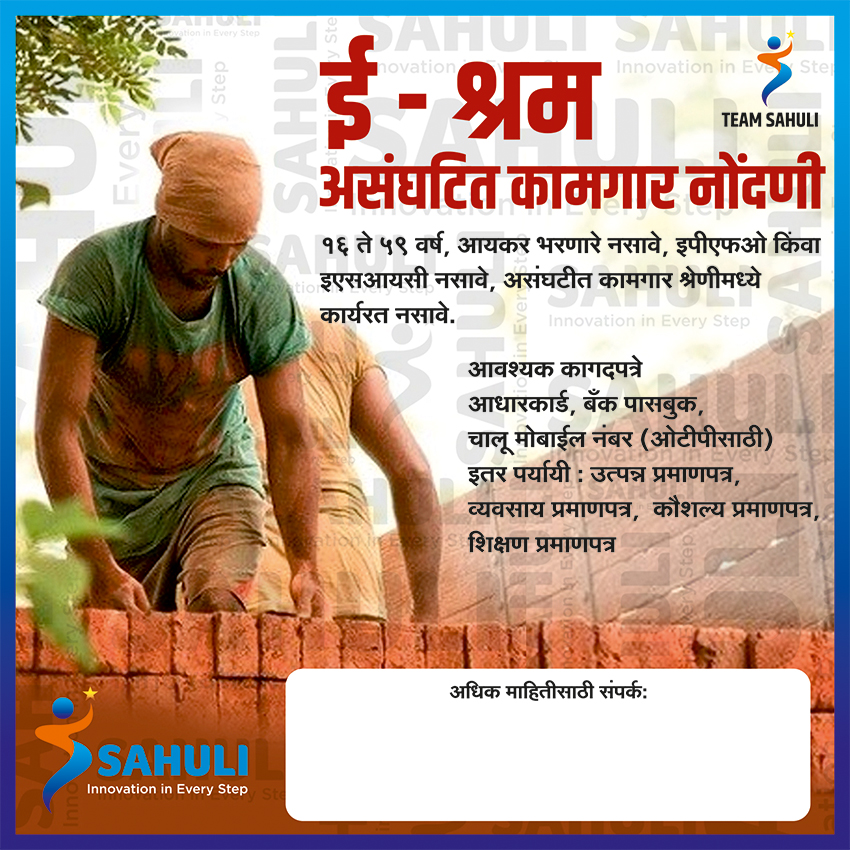 ई - श्रम
TEAM SAHULI
असंघटित कामगार नोंदणी
१६ ते ५९ वर्ष, आयकर भरणारे नसावे, इपीएफओ किंवा
इएसआयसी नसावे, असंघटीत कामगार श्रेणीमध्ये
कार्यरत नसावे.
आवश्यक कागदपत्रे
आधारकार्ड, बँक पासबुक,
चालू मोबाईल नंबर (ओटीपीसाठी)
इतर पर्यायी : उत्पन्न प्रमाणपत्र,
व्यवसाय प्रमाणपत्र, कौशल्य प्रमाणपत्र,
शिक्षण प्रमाणपत्र
अधिक माहितीसाठी संपर्क:
SAHULI
Innovation in Every Step